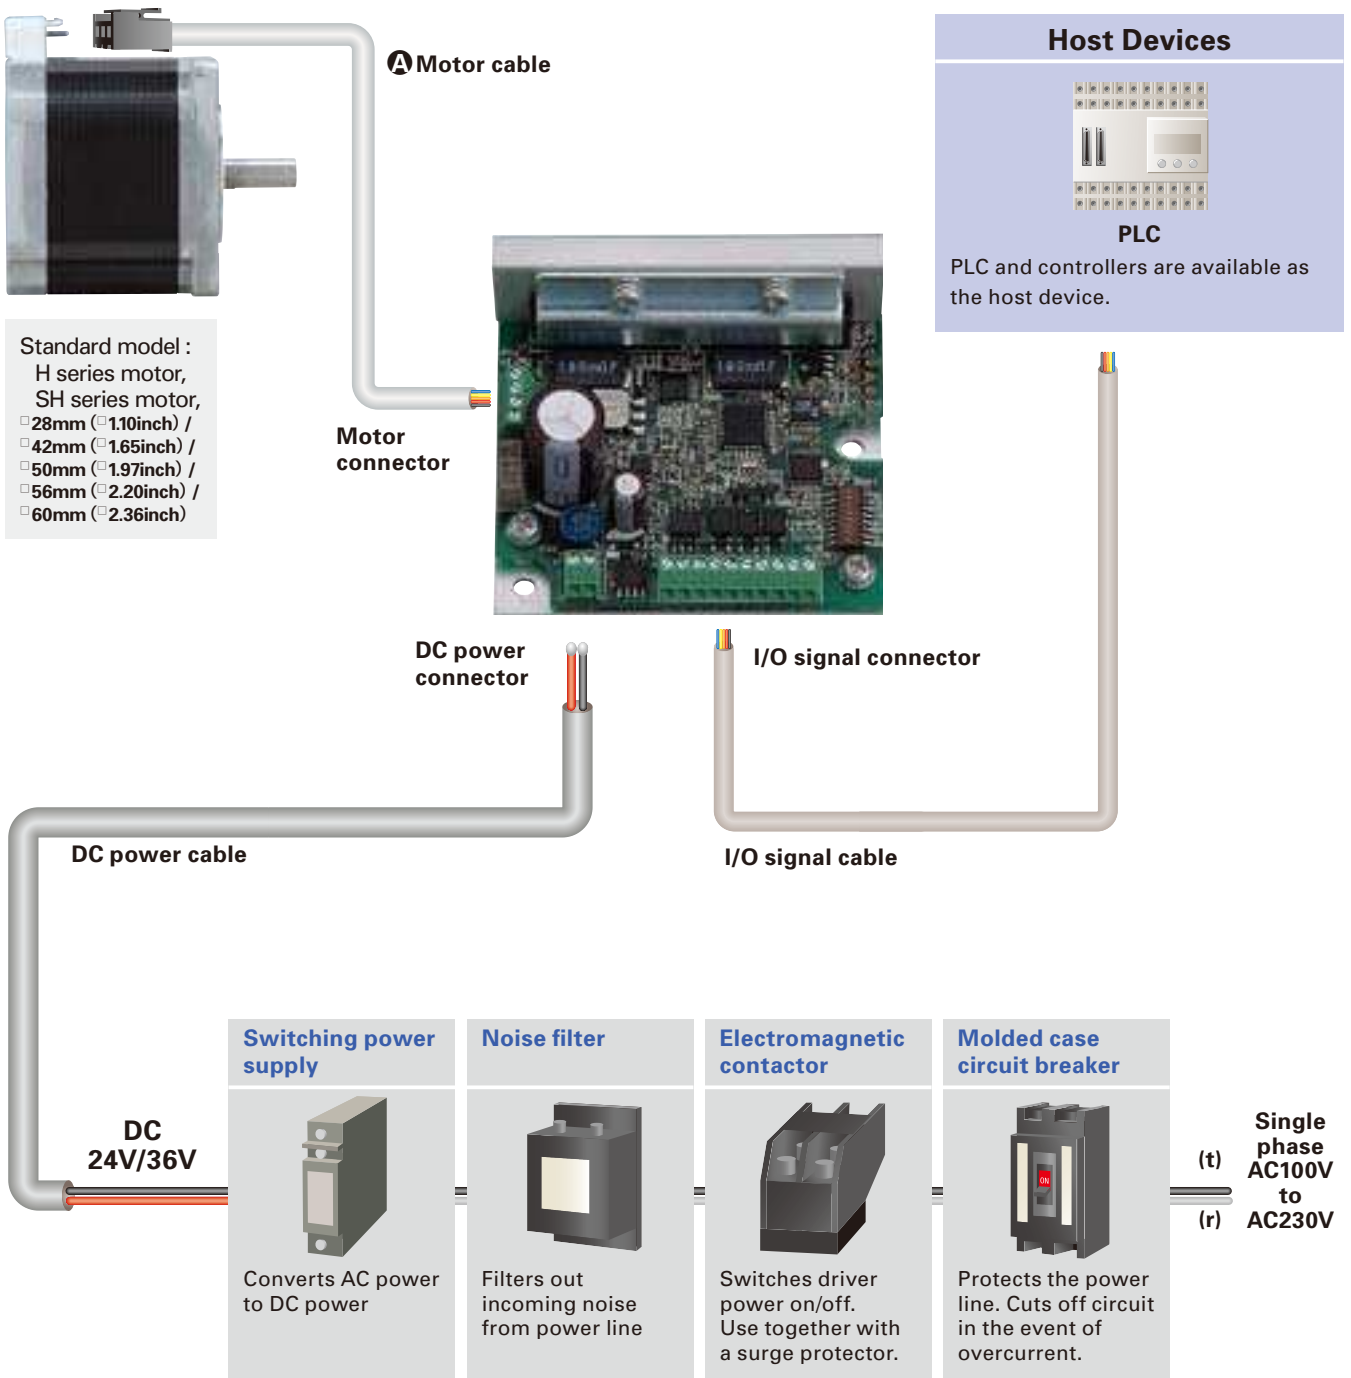 A Motor cable
Host Devices
PLC
PLC and controllers are available as
the host device.
Standard model :
H series motor,
SH series motor,
□28mm (□1.10inch) /
□42mm (□1.65inch) /
□50mm (□1.97inch) /
□56mm (□2.20inch) /
□60mm (□2.36inch)
Motor
connector
DC power
connector
I/O signal connector
DC power cable
I/O signal cable
DC
24V/36V
Switching power
supply
Converts AC power
to DC power
Noise filter
Filters out
incoming noise
from power line
Electromagnetic
contactor
Switches driver
power on/off.
Use together with
a surge protector.
Molded case
circuit breaker
ON
Protects the power
line. Cuts off circuit
in the event of
overcurrent.
(t)
(r)
Single
phase
AC100V
to
AC230V